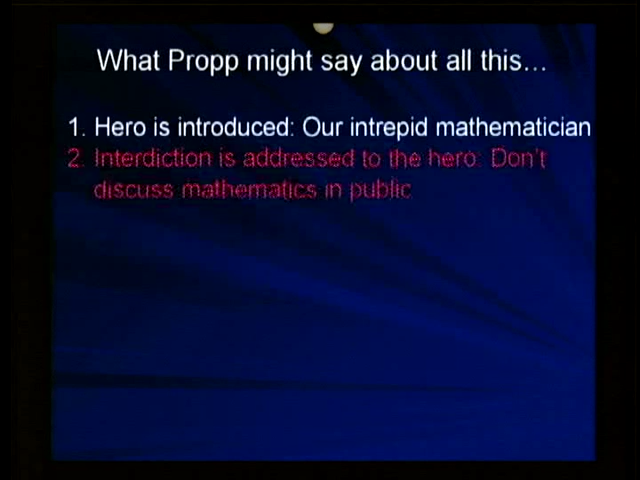 What Propp might say about all this...
1. Hero is introduced: Our intrepid mathematician
2. Interdiction is addressed to the hero: Don't
discuss mathematics in public